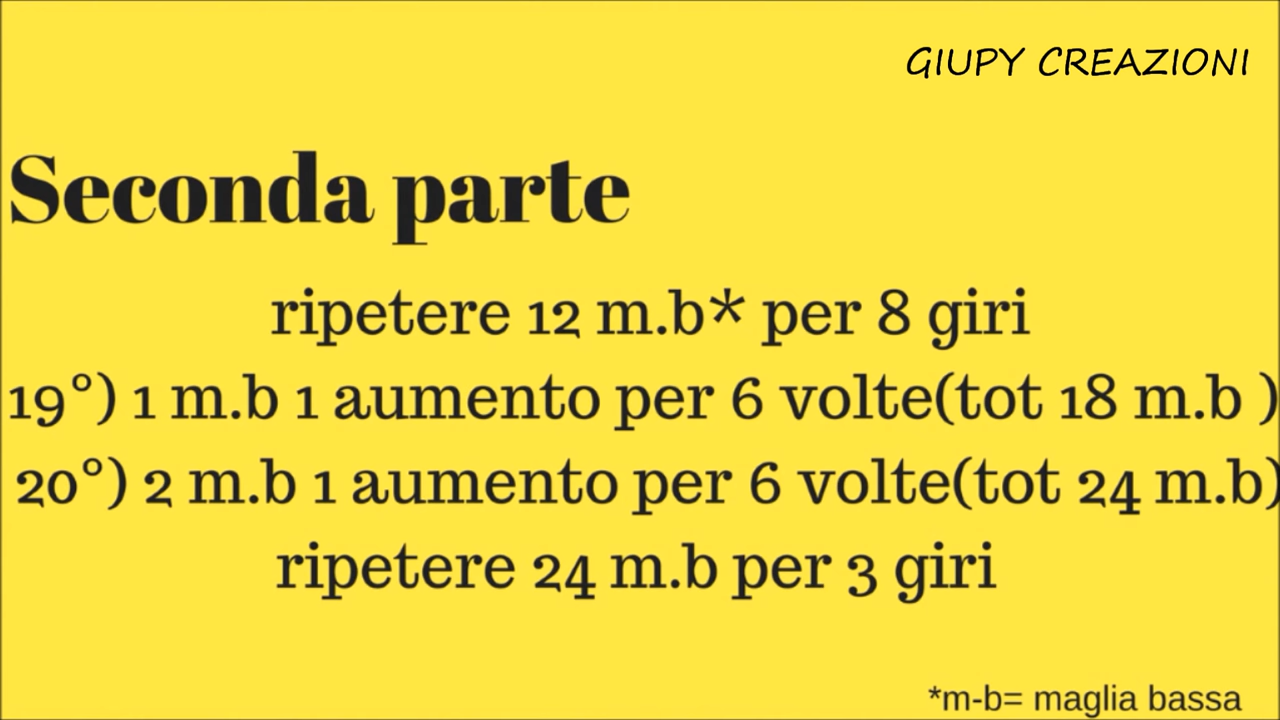 GIUPY CREAZIONI
Seconda parte
ripetere 12 m.b* per 8 giri
19°) 1 m.b 1 aumento per 6 volte(tot 18 m.b )
20°) 2 m.b 1 aumento per 6 volte(tot 24 m.b)
ripetere 24 m.b per 3 giri
*m-b= maglia bassa